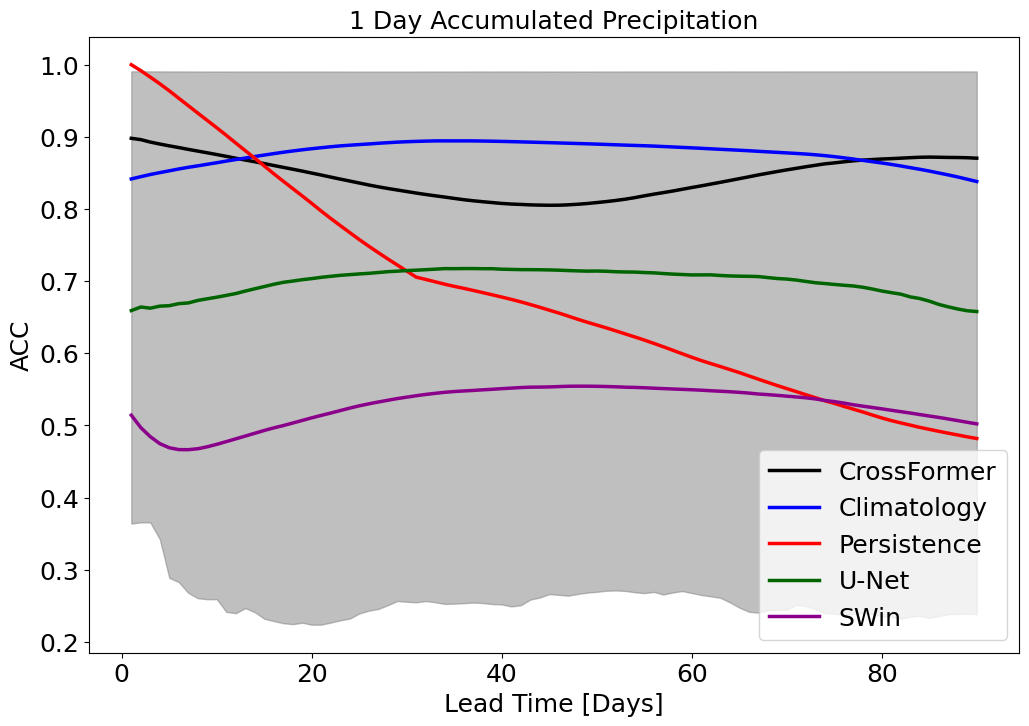 1 Day Accumulated Precipitation
ACC
1.0
0.9
0.8
0.7
0.6
0.5
0.4
0.3
0.2
0 20 40 60 80
Lead Time [Days]
CrossFormer
Climatology
Persistence
U-Net
SWin